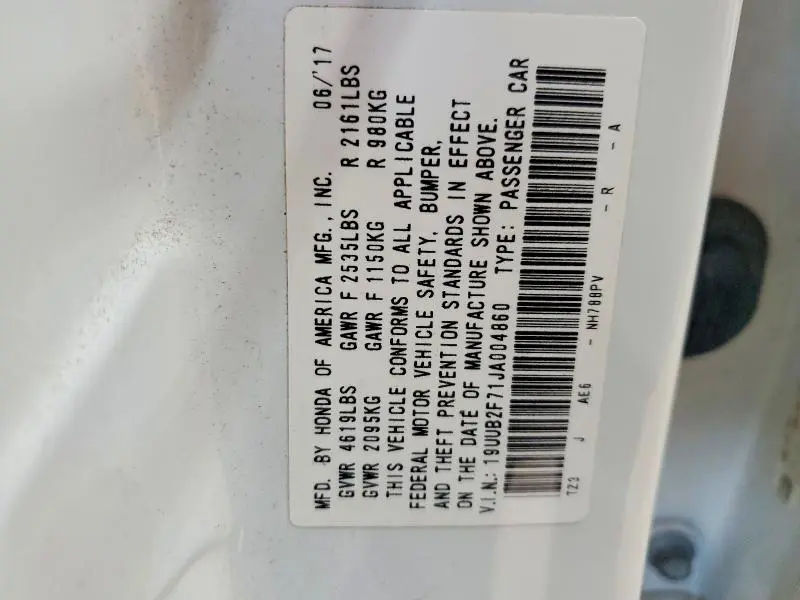 MFD. BY HONDA OF AMERICA MFG., INC. 06/'17
GVWR 4619LBS GAWR F 2535LBS R 2161LBS
GVWR 2095KG GAWR F 1150KG R 980KG
THIS VEHICLE CONFORMS TO ALL APPLICABLE
FEDERAL MOTOR VEHICLE SAFETY, BUMPER,
AND THEFT PREVENTION STANDARDS IN EFFECT
ON THE DATE OF MANUFACTURE SHOWN ABOVE.
V.I.N.: 19UUB2F71JA004860 TYPE: PASSENGER CAR
TZ3 J AE6 - NH788PV - R - A